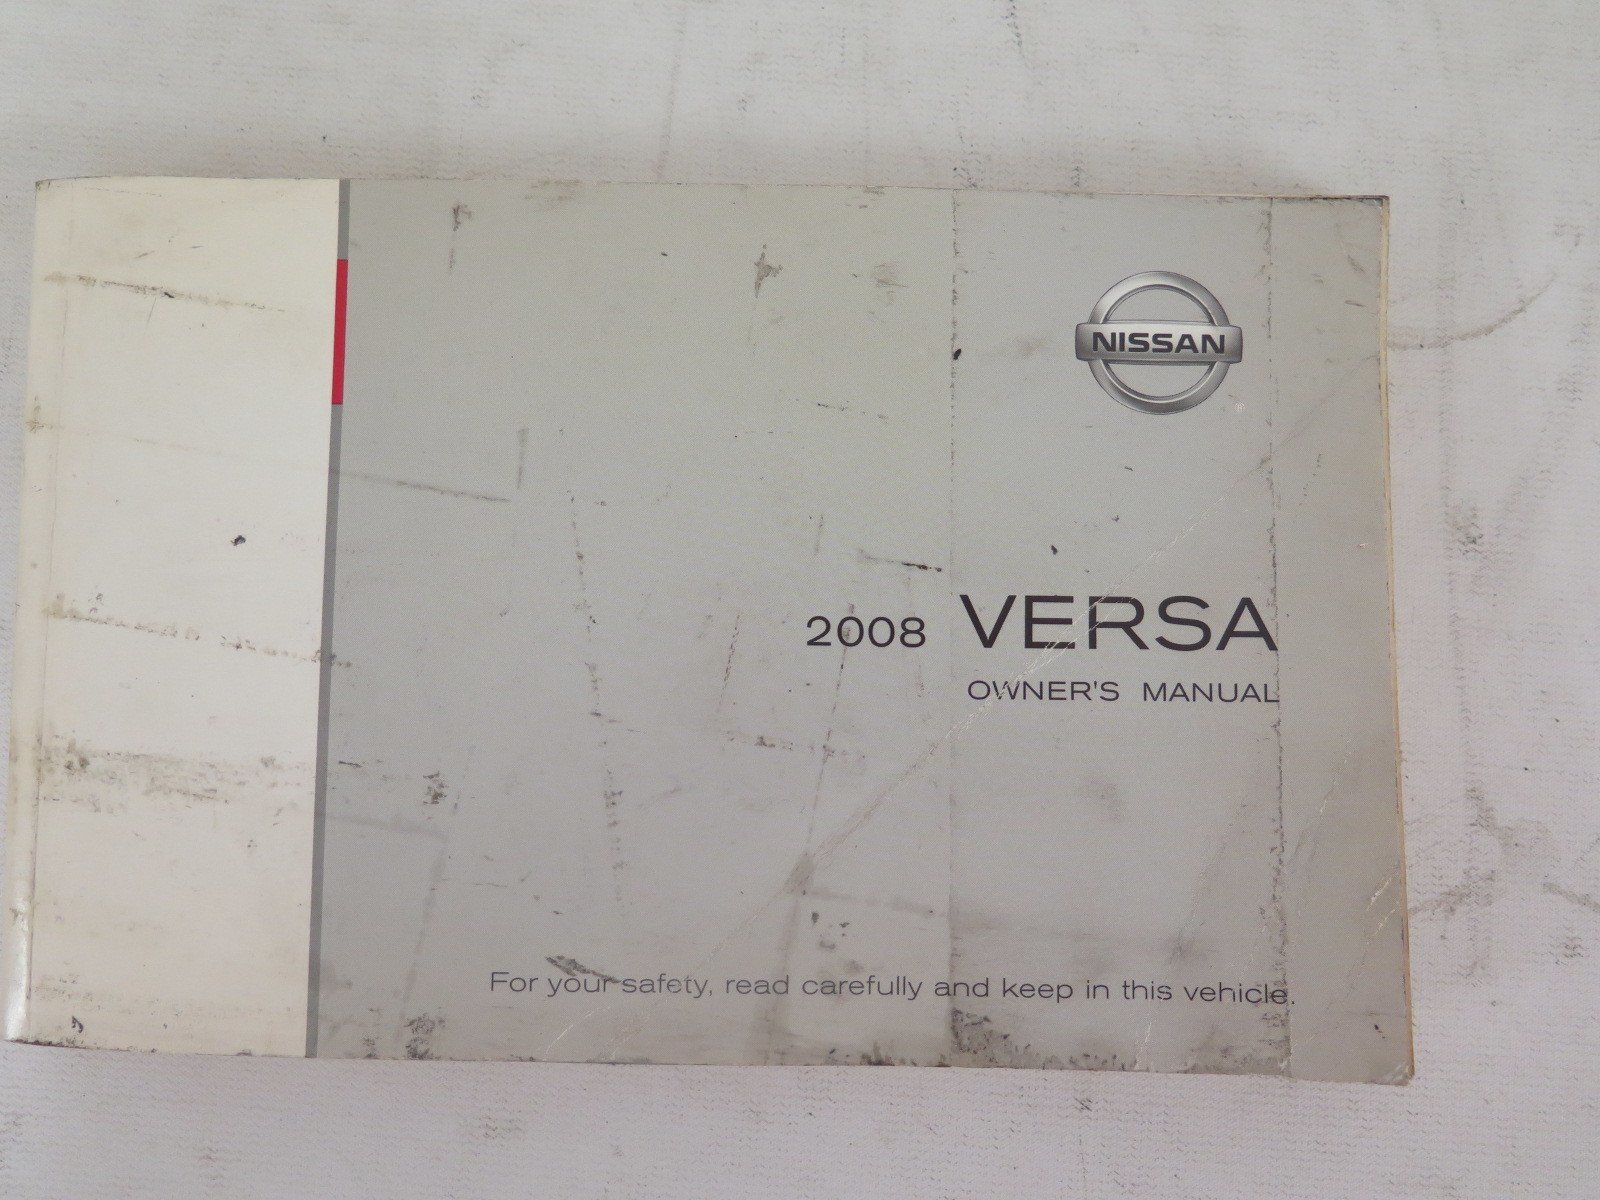 NISSAN
®
2008 VERSA
OWNER'S MANUAL
For your safety, read carefully and keep in this vehicle.